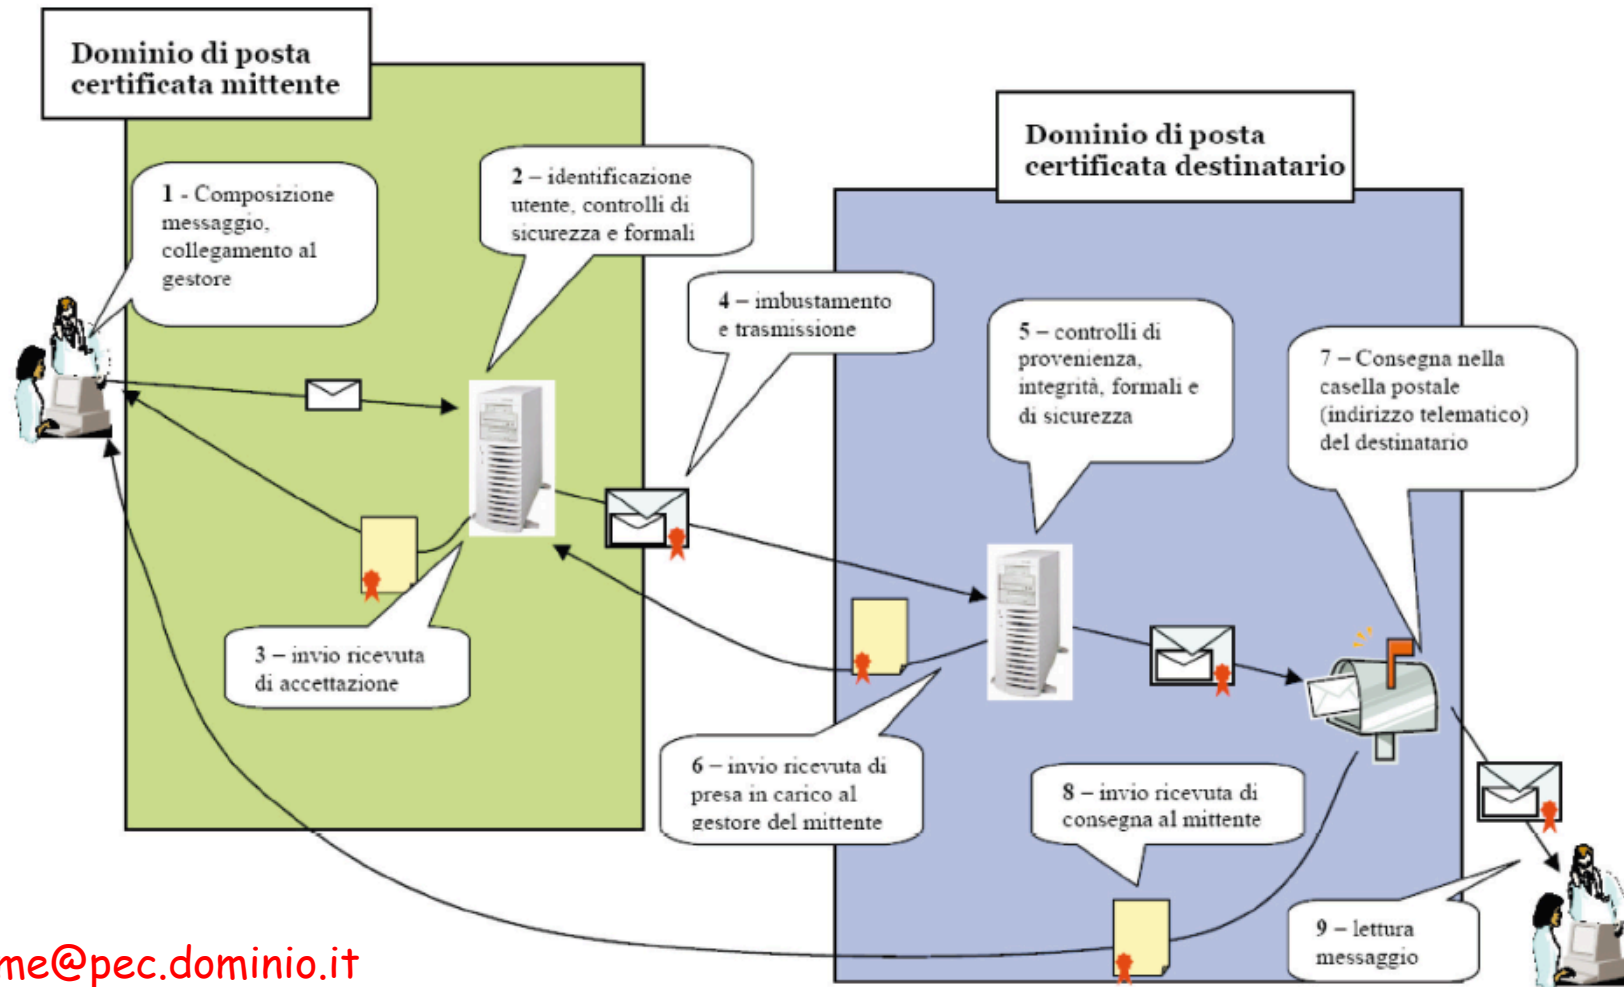 Dominio di posta
certificata mittente
Dominio di posta
certificata destinatario
1 - Composizione
messaggio,
collegamento al
gestore
2 – identificazione
utente, controlli di
sicurezza e formali
4 – imbustamento
e trasmissione
5 – controlli di
provenienza,
integrità, formali e
di sicurezza
7 – Consegna nella
casella postale
(indirizzo telematico)
del destinatario
3 – invio ricevuta
di accettazione
6 – invio ricevuta di
presa in carico al
gestore del mittente
8 – invio ricevuta di
consegna al mittente
9 – lettura
messaggio
me@pec.dominio.it